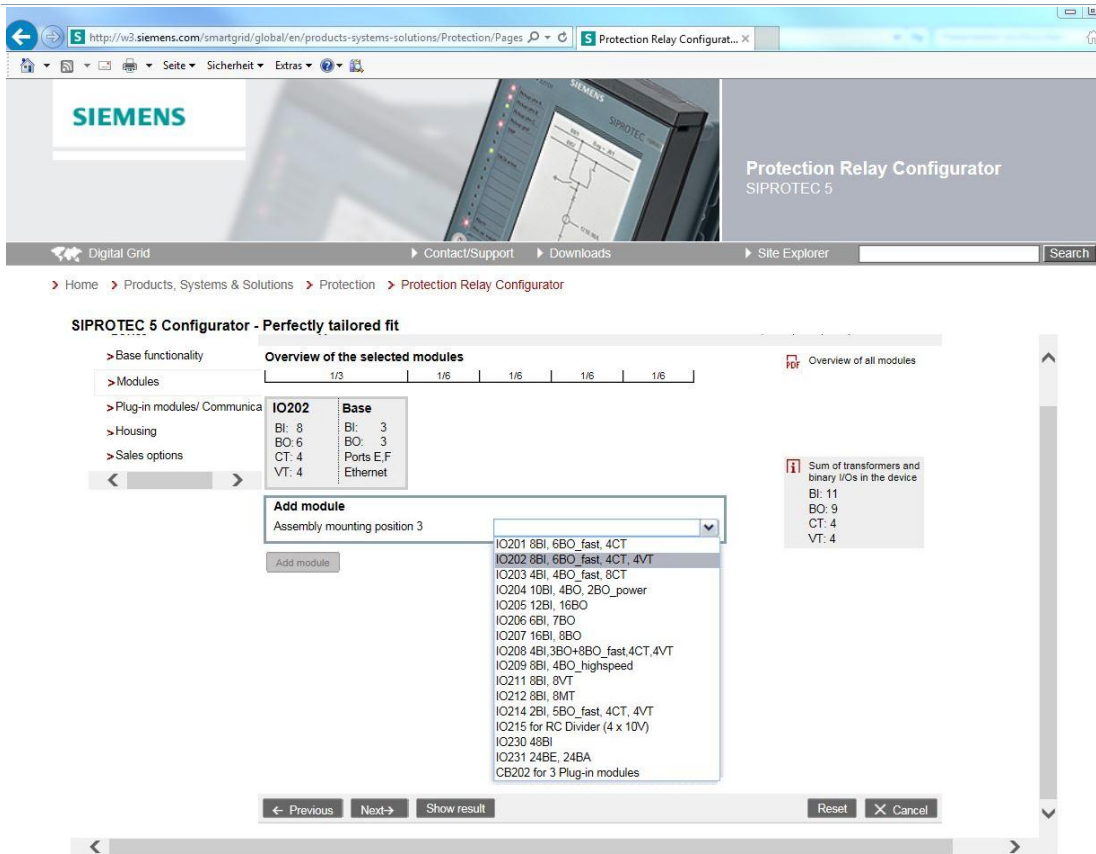 http://w3.siemens.com/smartgrid/global/en/products-systems-solutions/Protection/Pages
Protection Relay Configurat...
Seite Sicherheit Extras
SIEMENS
SIEMENS
SIPROTEC
Protection Relay Configurator
SIPROTEC 5
Digital Grid
Contact/Support
Downloads
Site Explorer
Search
Home > Products, Systems & Solutions > Protection > Protection Relay Configurator
SIPROTEC 5 Configurator - Perfectly tailored fit
>Base functionality
>Modules
>Plug-in modules/ Communica
>Housing
>Sales options
Overview of the selected modules
1/3 1/6 1/6 1/6 1/6
IO202 Base
BI: 8 BI: 3
BO: 6 BO: 3
CT: 4 Ports E,F
VT: 4 Ethernet
Add module
Assembly mounting position 3
Add module
IO201 8BI, 6BO_fast, 4CT
IO202 8BI, 6BO_fast, 4CT, 4VT
IO203 4BI, 4BO_fast, 8CT
IO204 10BI, 4BO, 2BO_power
IO205 12BI, 16BO
IO206 6BI, 7BO
IO207 16BI, 8BO
IO208 4BI,3BO+8BO_fast,4CT,4VT
IO209 8BI, 4BO_highspeed
IO211 8BI, 8VT
IO212 8BI, 8MT
IO214 2BI, 5BO_fast, 4CT, 4VT
IO215 for RC Divider (4 x 10V)
IO230 48BI
IO231 24BE, 24BA
CB202 for 3 Plug-in modules
PDF Overview of all modules
Sum of transformers and
binary I/Os in the device
BI: 11
BO: 9
CT: 4
VT: 4
← Previous
Next→
Show result
Reset
X Cancel